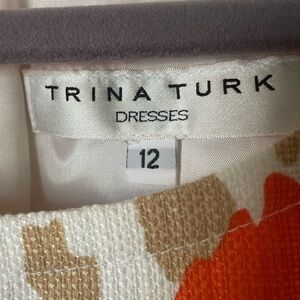 TRINA TURK
DRESSES
12